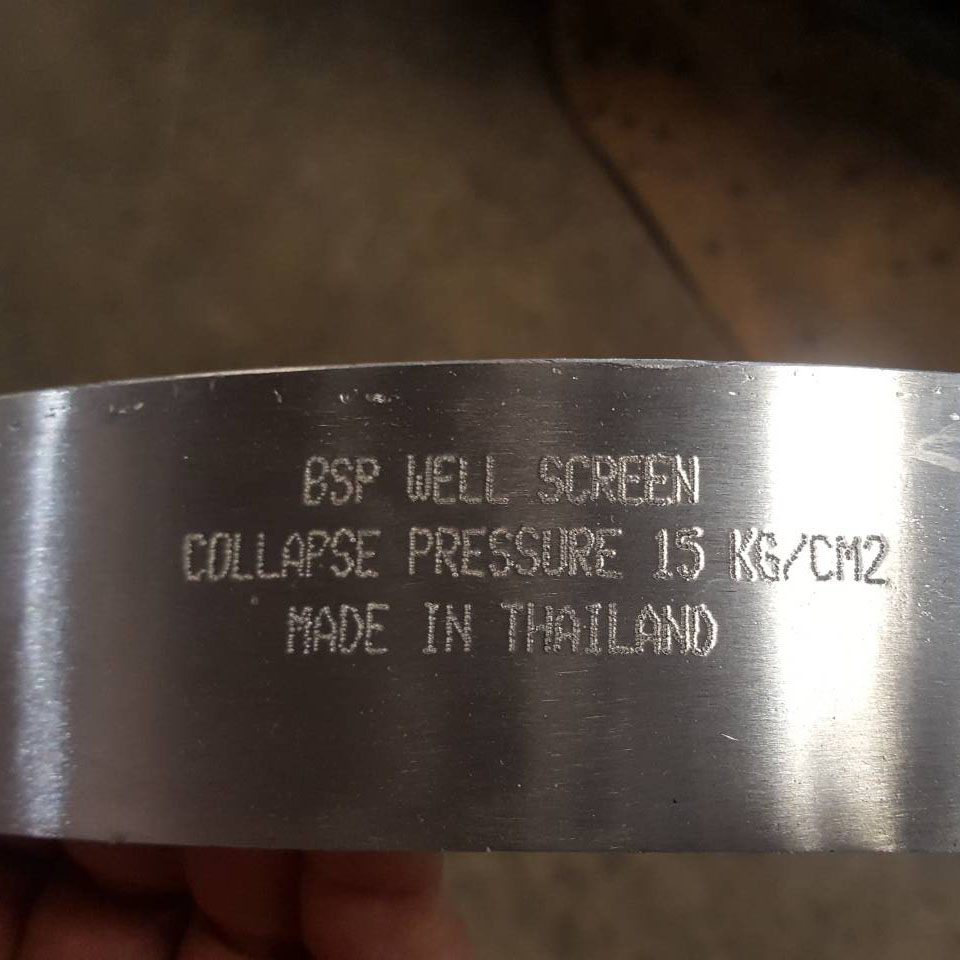 BSP WELL SCREEN
COLLAPSE PRESSURE 15 KG/CM2
MADE IN THAILAND